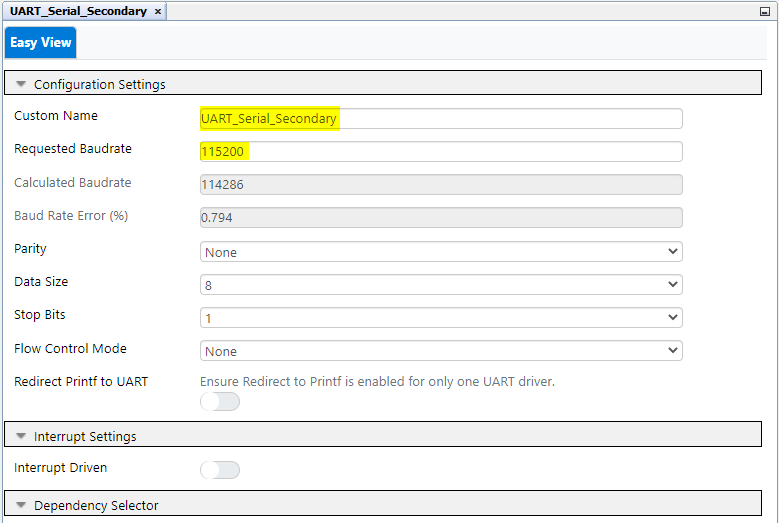 UART_Serial_Secondary ×
Easy View
Configuration Settings
Custom Name UART_Serial_Secondary
Requested Baudrate 115200
Calculated Baudrate 114286
Baud Rate Error (%) 0.794
Parity None
Data Size 8
Stop Bits 1
Flow Control Mode None
Redirect Printf to UART Ensure Redirect to Printf is enabled for only one UART driver.
Interrupt Settings
Interrupt Driven
Dependency Selector